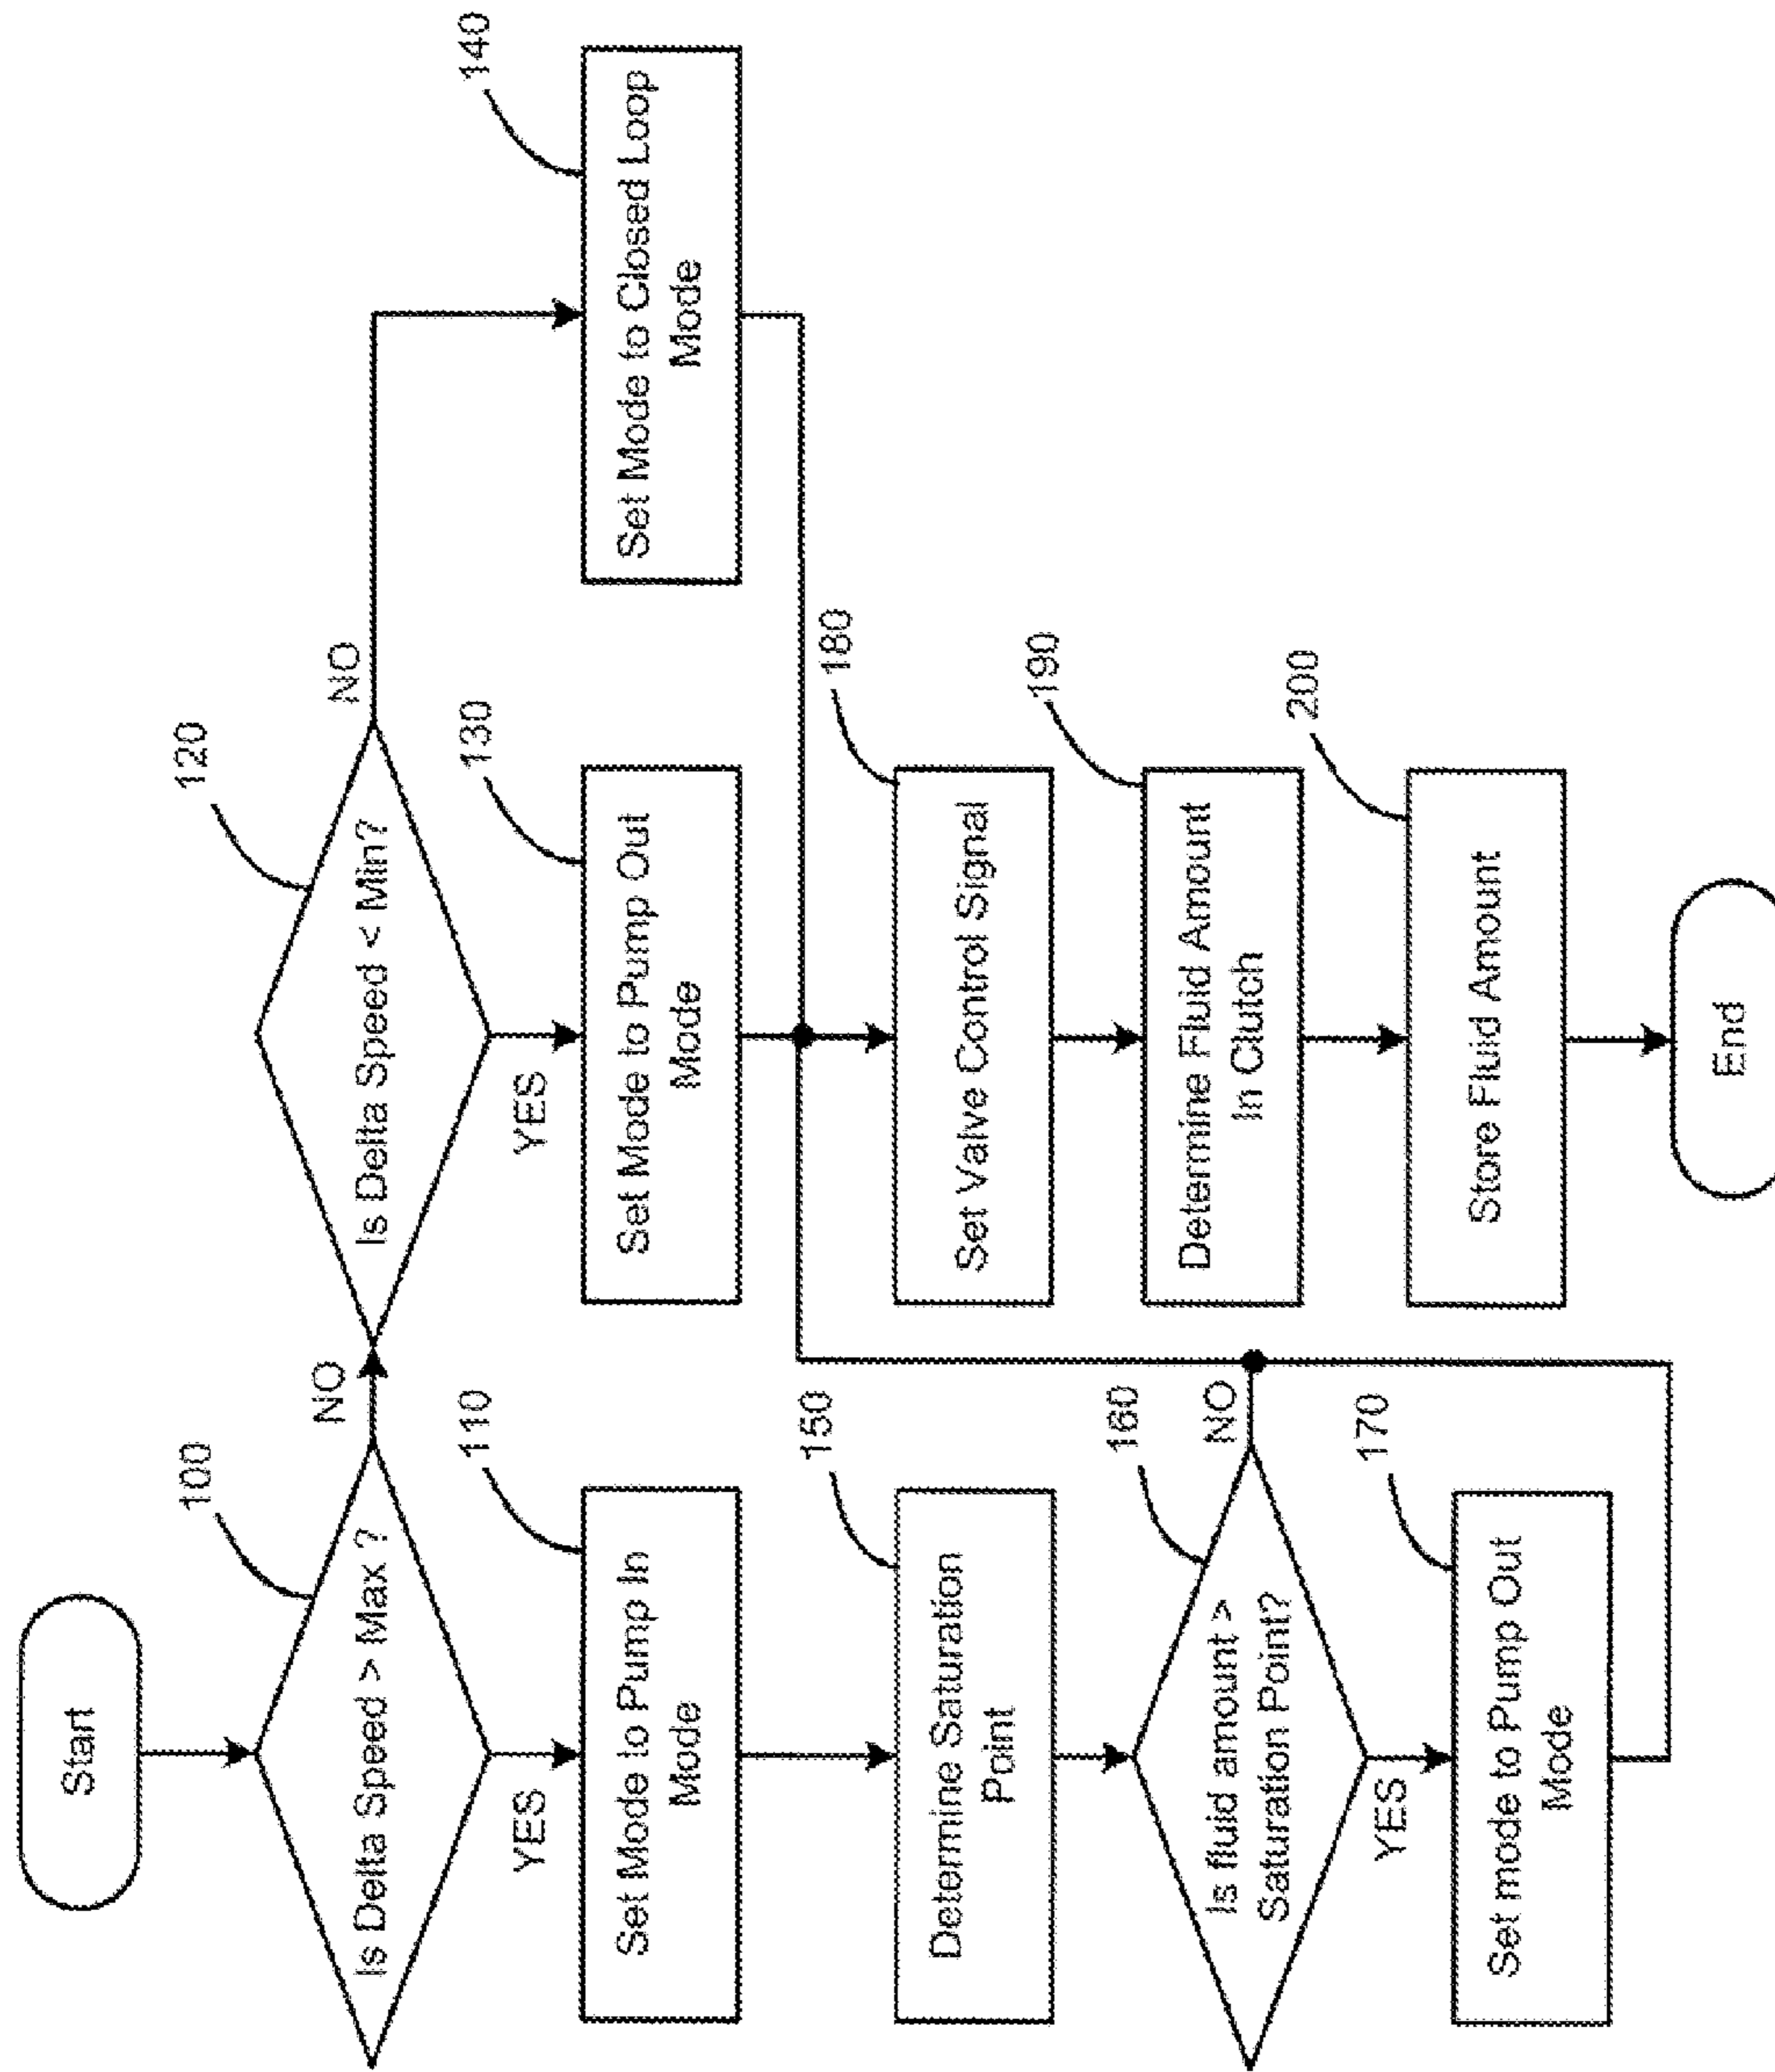 Start
100
Is Delta Speed > Max ?
NO
YES
120
Is Delta Speed < Min?
NO
YES
110
Set Mode to Pump In
Mode
130
Set Mode to Pump Out
Mode
140
Set Mode to Closed Loop
Mode
150
Determine Saturation
Point
160
Is fluid amount >
Saturation Point?
NO
YES
170
Set mode to Pump Out
Mode
180
Set Valve Control Signal
190
Determine Fluid Amount
In Clutch
200
Store Fluid Amount
End